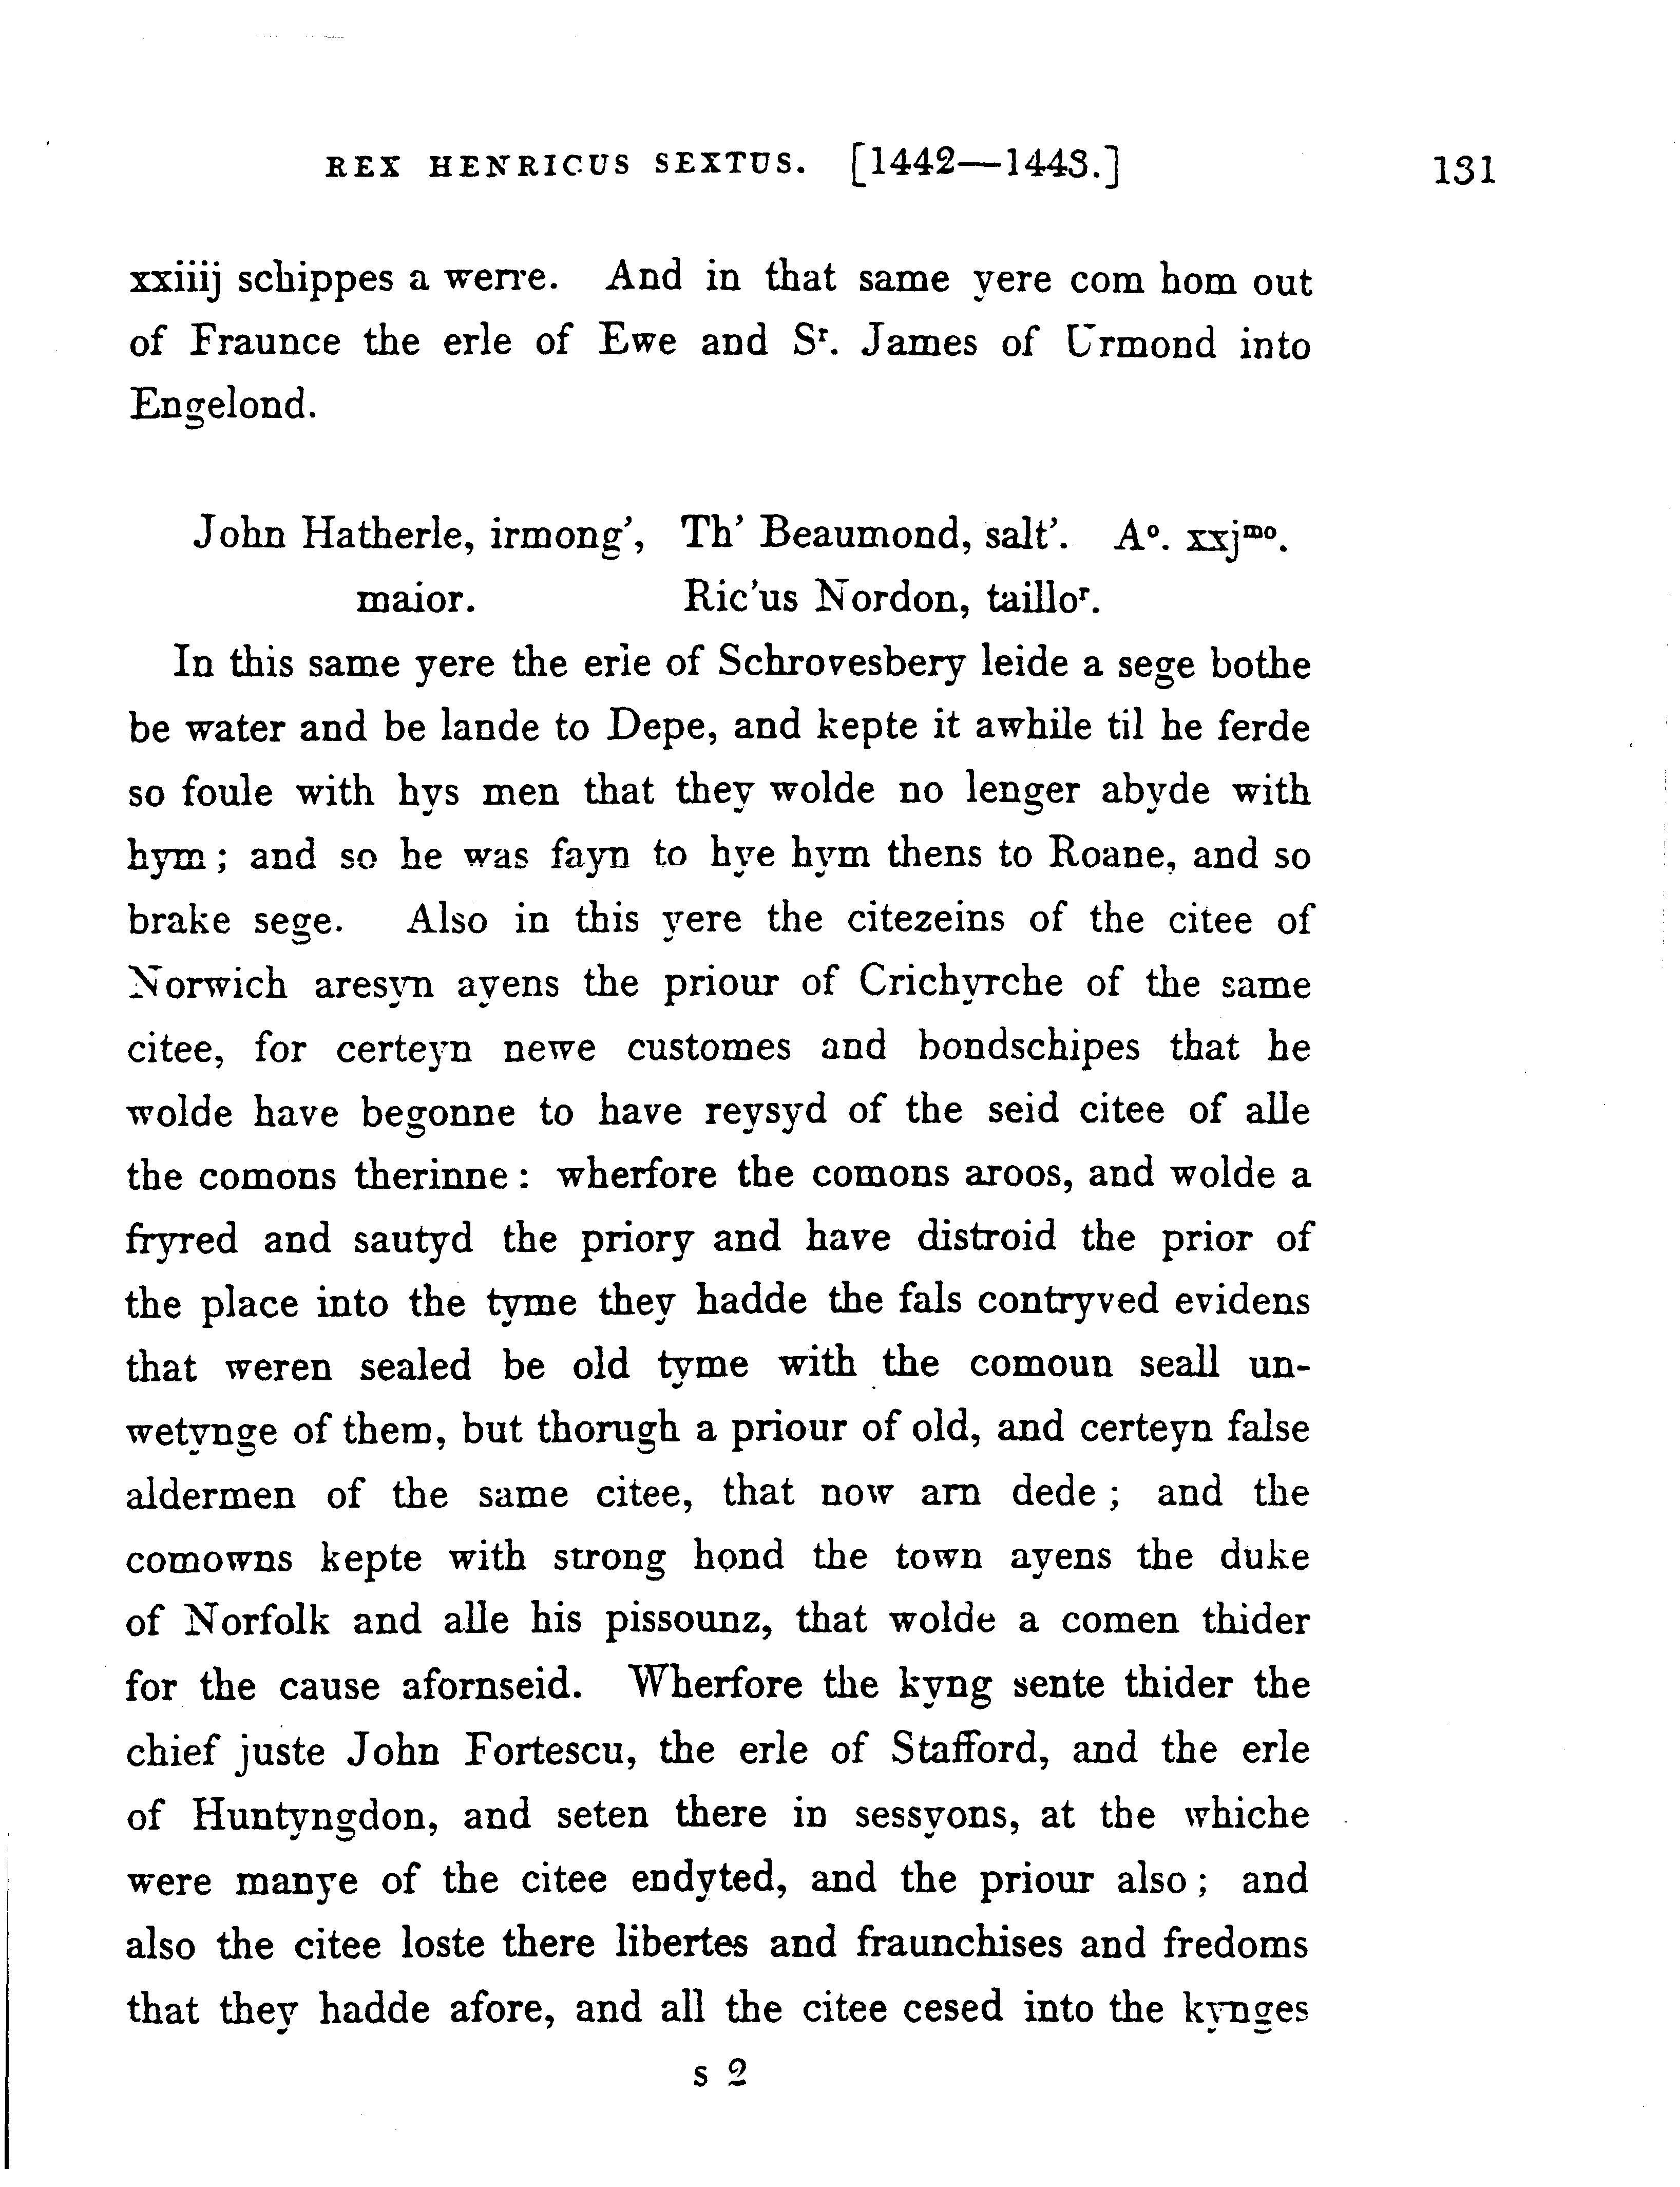 REX HENRICUS SEXTUS. [1442—1443.] 131
xxiiij schippes a werre. And in that same yere com hom out
of Fraunce the erle of Ewe and Sʳ. James of Urmond into
Engelond.
John Hatherle, irmong', Th' Beaumond, salt'. Aº. xxjᵐº.
maior. Ric'us Nordon, tailloʳ.
In this same yere the erle of Schrovesbery leide a sege bothe
be water and be lande to Depe, and kepte it awhile til he ferde
so foule with hys men that they wolde no lenger abyde with
hym; and so he was fayn to hye hym thens to Roane, and so
brake sege. Also in this yere the citezeins of the citee of
Norwich aresyn ayens the priour of Crichyrche of the same
citee, for certeyn newe customes and bondschipes that he
wolde have begonne to have reysyd of the seid citee of alle
the comons therinne: wherfore the comons aroos, and wolde a
fryred and sautyd the priory and have distroid the prior of
the place into the tyme they hadde the fals contryved evidens
that weren sealed be old tyme with the comoun seall un-
wetynge of them, but thorugh a priour of old, and certeyn false
aldermen of the same citee, that now arn dede; and the
comowns kepte with strong hond the town ayens the duke
of Norfolk and alle his pissounz, that wolde a comen thider
for the cause afornseid. Wherfore the kyng sente thider the
chief juste John Fortescu, the erle of Stafford, and the erle
of Huntyngdon, and seten there in sessyons, at the whiche
were manye of the citee endyted, and the priour also; and
also the citee loste there libertes and fraunchises and fredoms
that they hadde afore, and all the citee cesed into the kynges
s 2